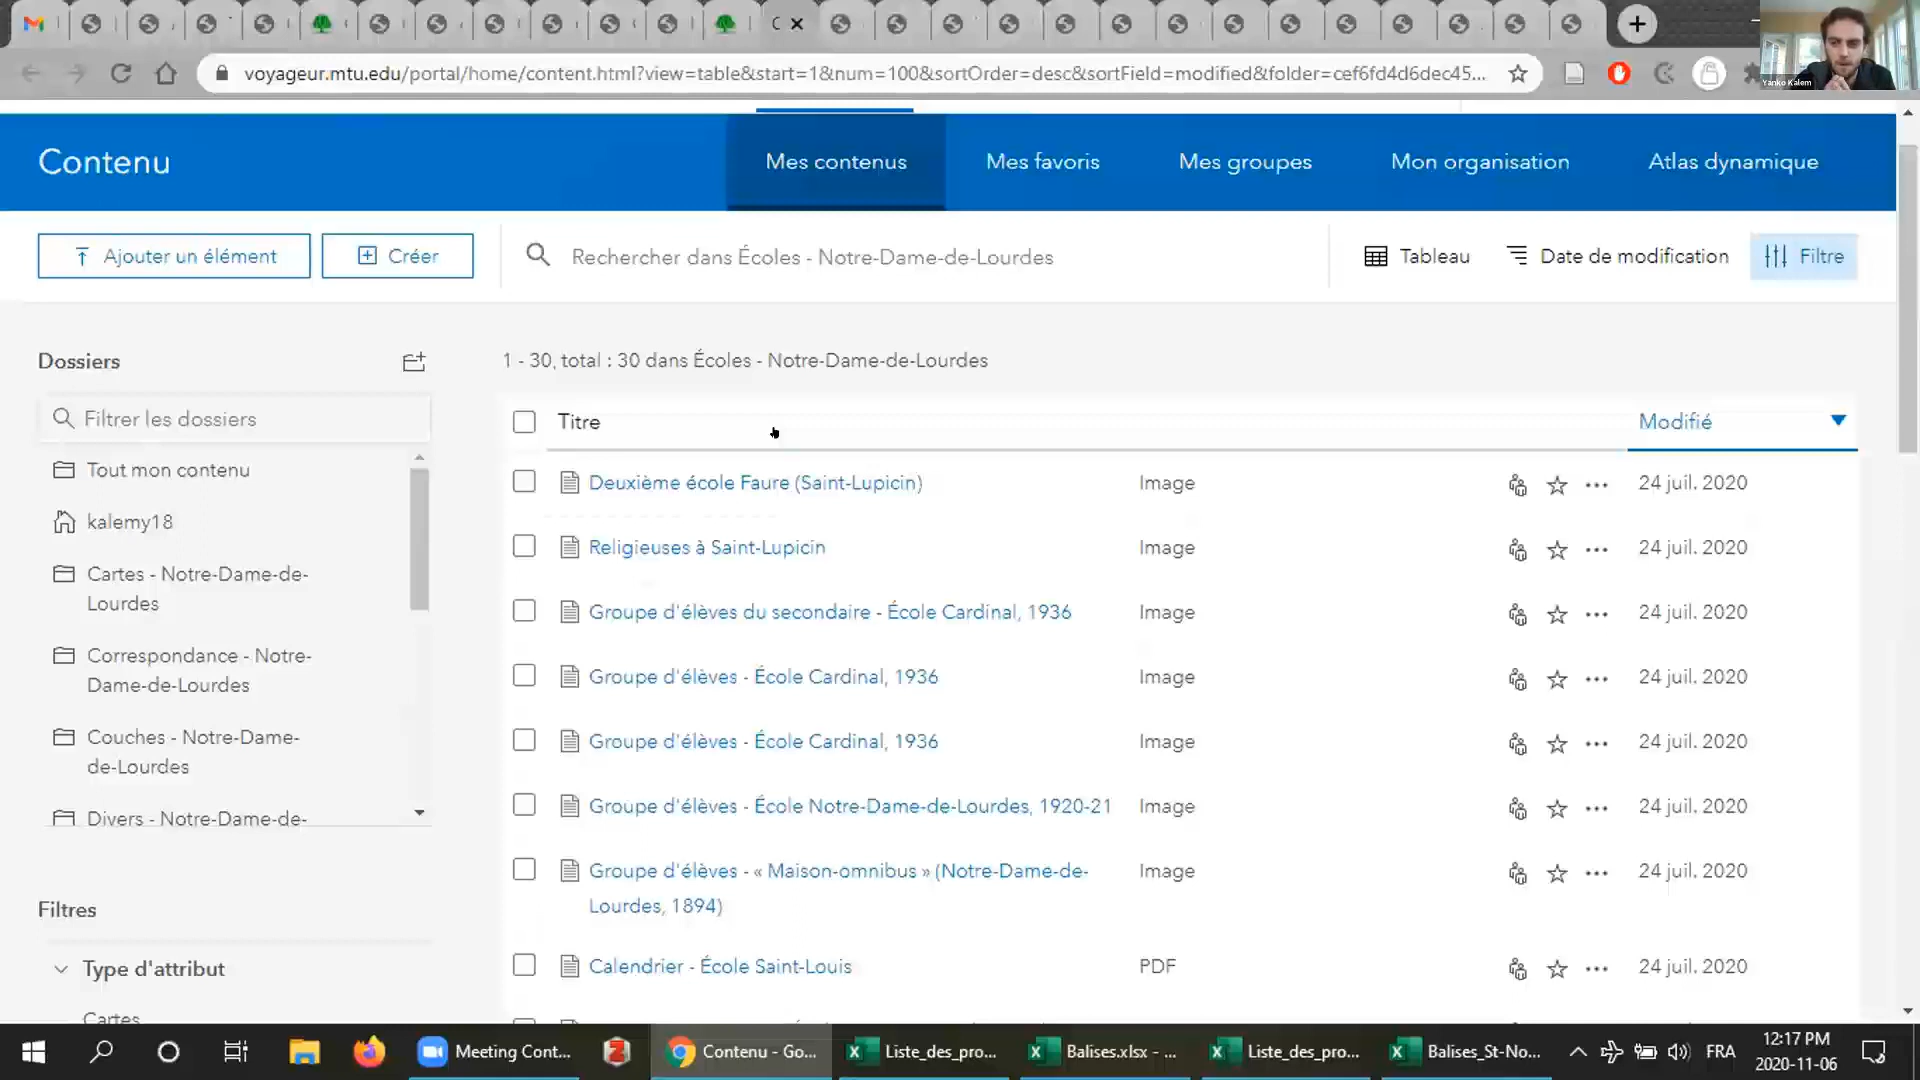 voyageur.mtu.edu/portal/home/content.html?view=table&start=1&num=100&sortOrder=desc&sortField=modified&folder=cef6fd4d6dec45...
Yanko Kalem
Contenu
Mes contenus
Mes favoris
Mes groupes
Mon organisation
Atlas dynamique
Ajouter un élément
Créer
Rechercher dans Écoles - Notre-Dame-de-Lourdes
Tableau
Date de modification
Filtre
Dossiers
1 - 30, total : 30 dans Écoles - Notre-Dame-de-Lourdes
Filtrer les dossiers
Tout mon contenu
kalemy18
Cartes - Notre-Dame-de-
Lourdes
Correspondance - Notre-
Dame-de-Lourdes
Couches - Notre-Dame-
de-Lourdes
Divers - Notre-Dame-de-
Filtres
Type d'attribut
Cartes
Titre
Modifié
Deuxième école Faure (Saint-Lupicin) Image 24 juil. 2020
Religieuses à Saint-Lupicin Image 24 juil. 2020
Groupe d'élèves du secondaire - École Cardinal, 1936 Image 24 juil. 2020
Groupe d'élèves - École Cardinal, 1936 Image 24 juil. 2020
Groupe d'élèves - École Cardinal, 1936 Image 24 juil. 2020
Groupe d'élèves - École Notre-Dame-de-Lourdes, 1920-21 Image 24 juil. 2020
Groupe d'élèves - « Maison-omnibus » (Notre-Dame-de- Image 24 juil. 2020
Lourdes, 1894)
Calendrier - École Saint-Louis PDF 24 juil. 2020
Meeting Cont...
Contenu - Go...
Liste_des_pro...
Balises.xlsx - ...
Liste_des_pro...
Balises_St-No...
FRA
12:17 PM
2020-11-06